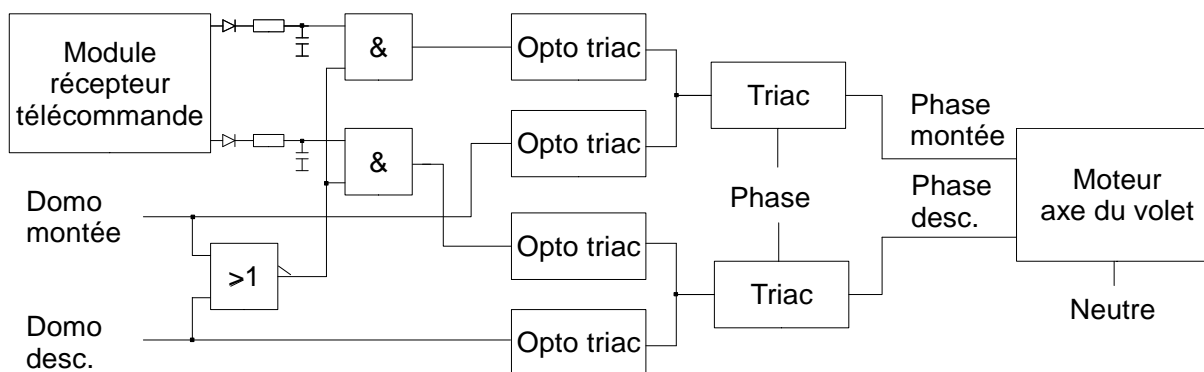 Module
récepteur
télécommande
&
Opto triac
Triac
Phase
montée
&
Opto triac
Domo
montée
Phase
Phase
desc.
Moteur
axe du volet
Opto triac
≥1
Triac
Neutre
Domo
desc.
Opto triac